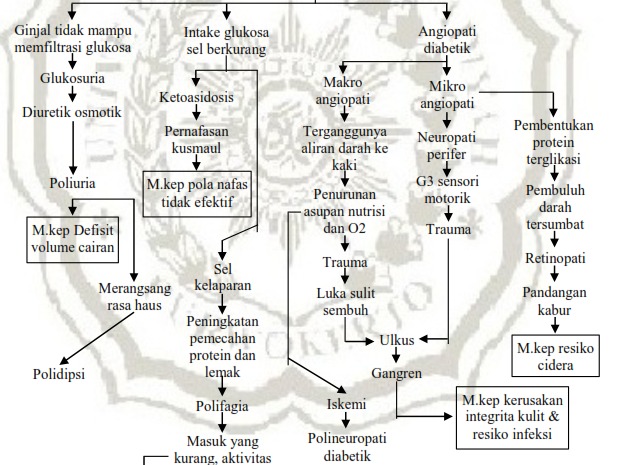 Ginjal tidak mampu
memfiltrasi glukosa
Glukosuria
Diuretik osmotik
Poliuria
M.kep Defisit
volume cairan
Merangsang
rasa haus
Polidipsi
Intake glukosa
sel berkurang
Ketoasidosis
Pernafasan
kusmaul
M.kep pola nafas
tidak efektif
Sel
kelaparan
Peningkatan
pemecahan
protein dan
lemak
Polifagia
Masuk yang
kurang, aktivitas
Angiopati
diabetik
Makro
angiopati
Terganggunya
aliran darah ke
kaki
Penurunan
asupan nutrisi
dan O2
Trauma
Luka sulit
sembuh
Iskemi
Polineuropati
diabetik
Mikro
angiopati
Neuropati
perifer
G3 sensori
motorik
Trauma
Ulkus
Gangren
M.kep kerusakan
integrita kulit &
resiko infeksi
Pembentukan
protein
terglikasi
Pembuluh
darah
tersumbat
Retinopati
Pandangan
kabur
M.kep resiko
cidera